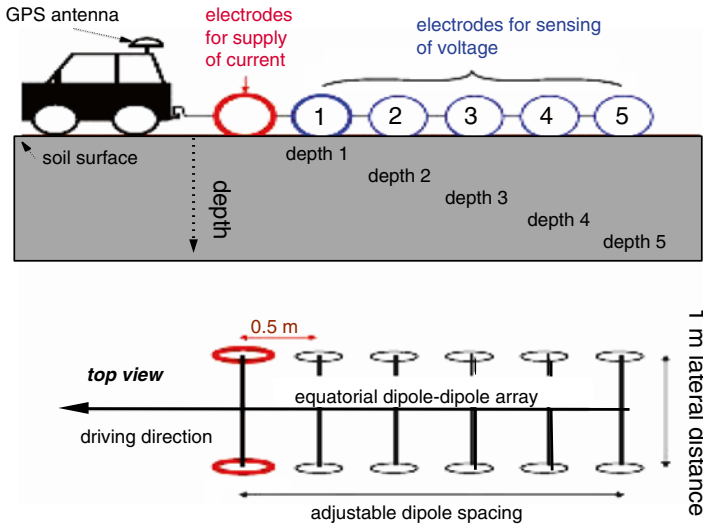 GPS antenna
electrodes
for supply
of current
electrodes for sensing
of voltage
1 2 3 4 5
soil surface
depth
depth 1
depth 2
depth 3
depth 4
depth 5
0.5 m
top view
equatorial dipole-dipole array
driving direction
adjustable dipole spacing
1 m lateral distance